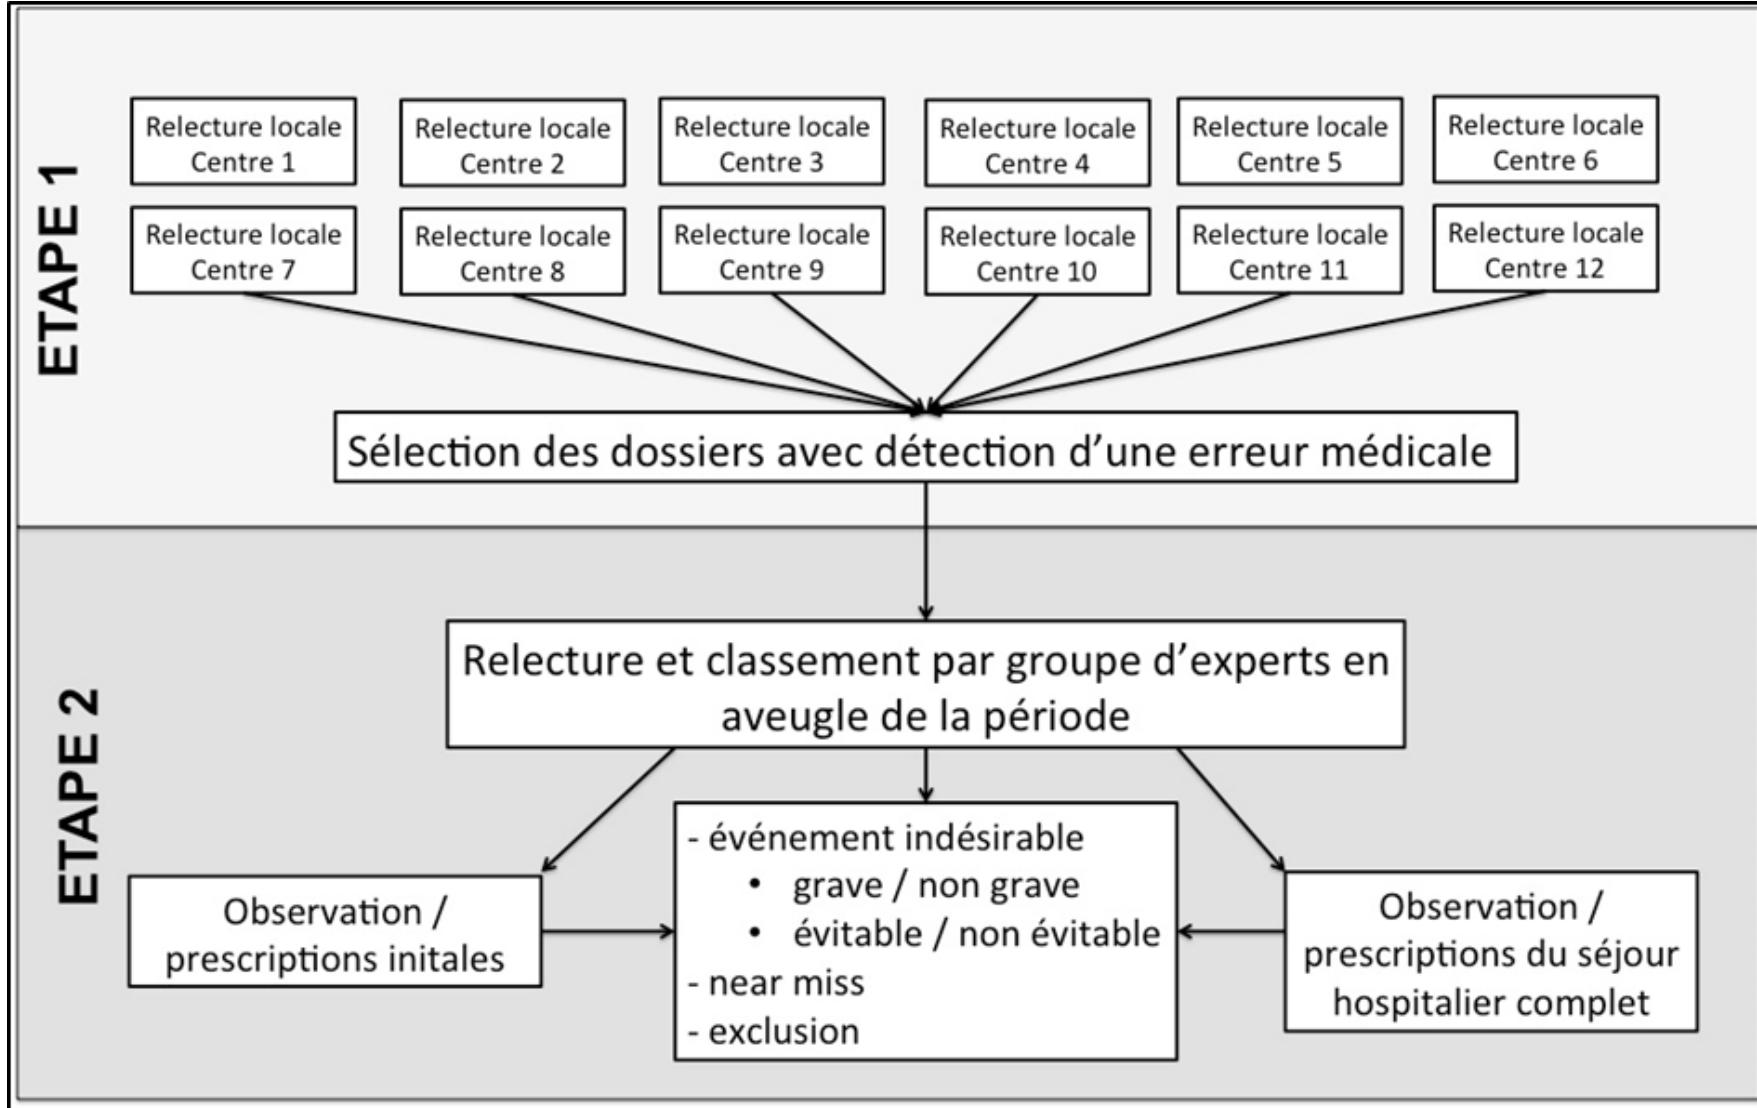 ETAPE 1
Relecture locale
Centre 1
Relecture locale
Centre 2
Relecture locale
Centre 3
Relecture locale
Centre 4
Relecture locale
Centre 5
Relecture locale
Centre 6
Relecture locale
Centre 7
Relecture locale
Centre 8
Relecture locale
Centre 9
Relecture locale
Centre 10
Relecture locale
Centre 11
Relecture locale
Centre 12
Sélection des dossiers avec détection d’une erreur médicale
ETAPE 2
Relecture et classement par groupe d’experts en
aveugle de la période
Observation /
prescriptions initales
- événement indésirable
• grave / non grave
• évitable / non évitable
- near miss
- exclusion
Observation /
prescriptions du séjour
hospitalier complet